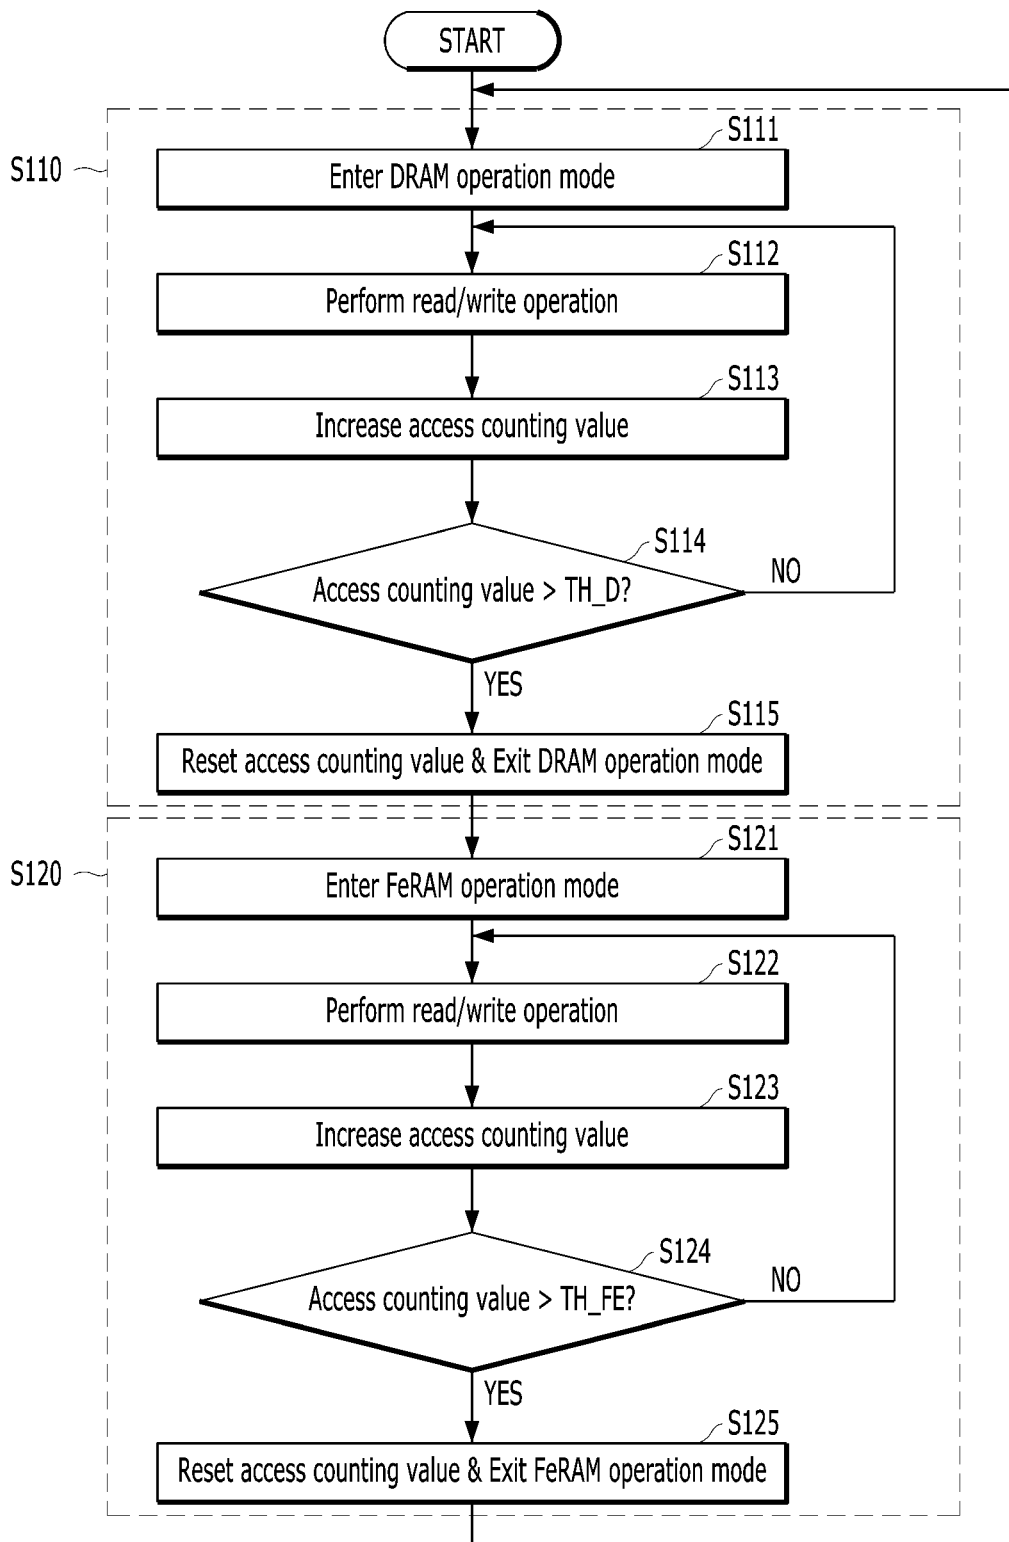 START
S110
S111
Enter DRAM operation mode
S112
Perform read/write operation
S113
Increase access counting value
S114
Access counting value > TH_D?
NO
YES
S115
Reset access counting value & Exit DRAM operation mode
S120
S121
Enter FeRAM operation mode
S122
Perform read/write operation
S123
Increase access counting value
S124
Access counting value > TH_FE?
NO
YES
S125
Reset access counting value & Exit FeRAM operation mode